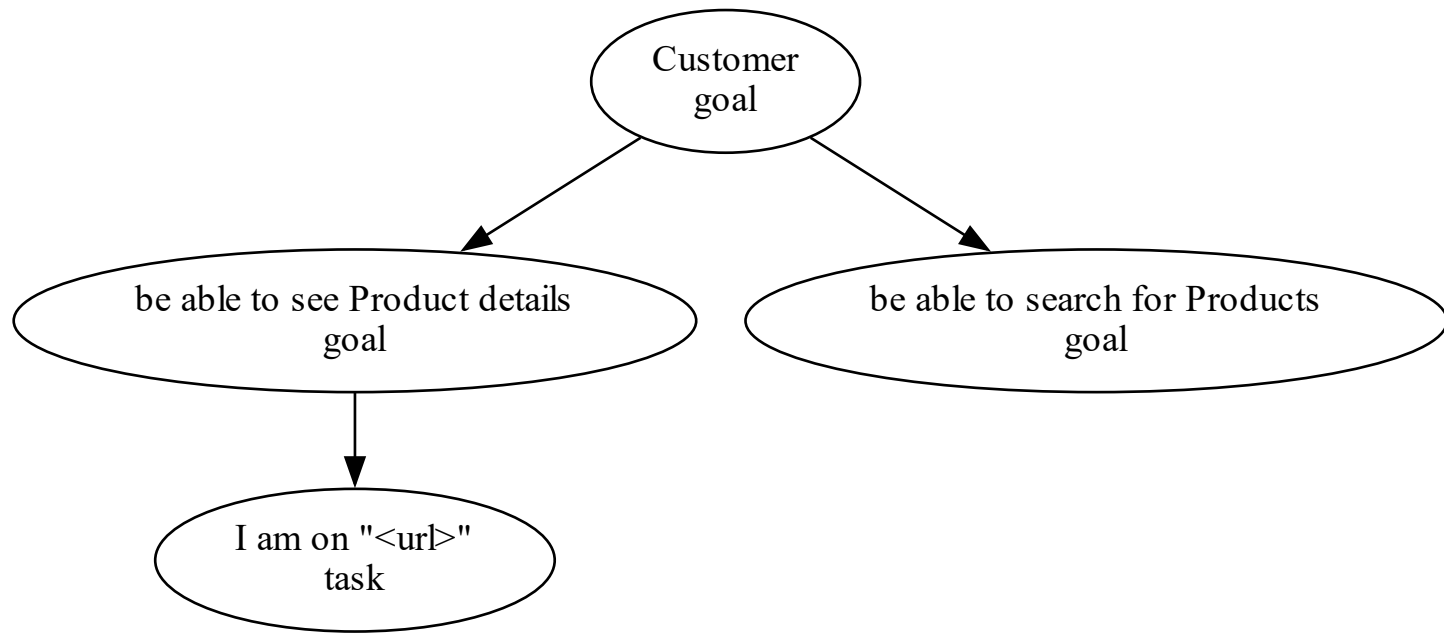 Customer
goal
be able to see Product details
goal
be able to search for Products
goal
I am on "<url>"
task